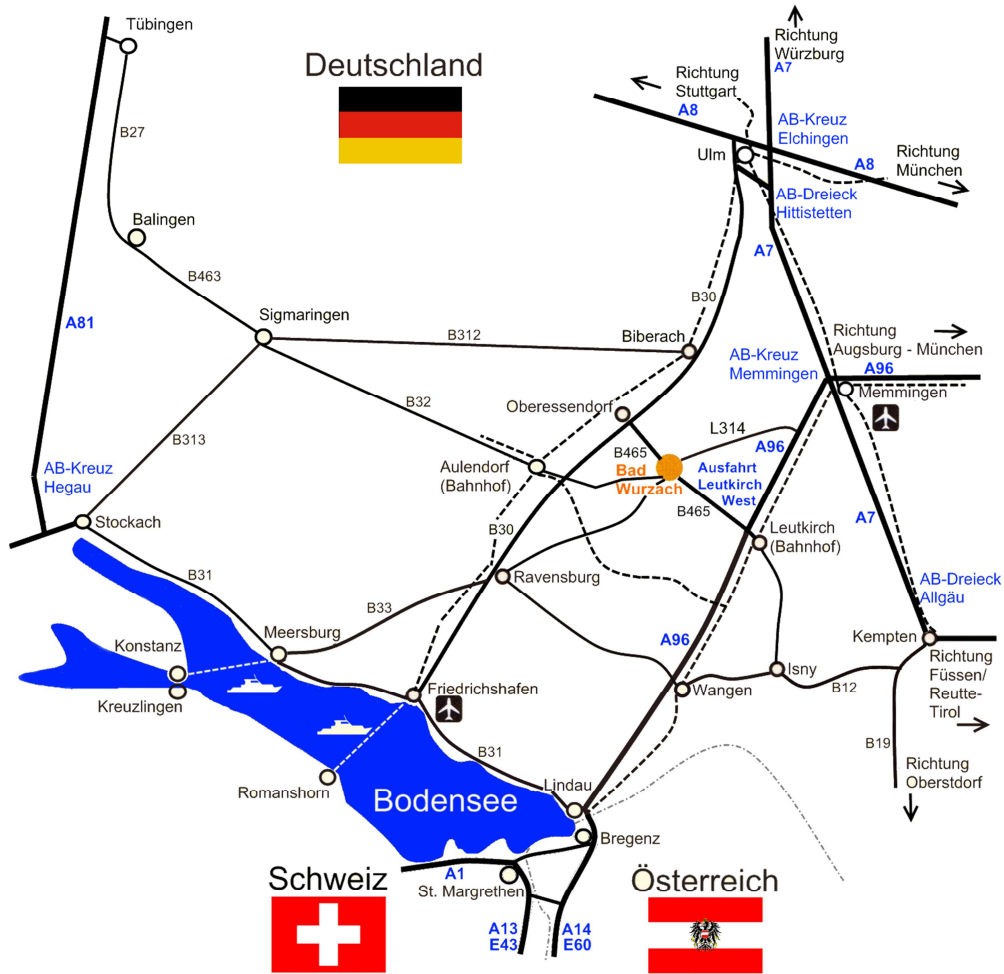 Tübingen
Deutschland
Richtung
Würzburg
A7
Richtung
Stuttgart
A8
AB-Kreuz
Elchingen
B27
Ulm
A8
Richtung
München
AB-Dreieck
Hittistetten
Balingen
A7
B463
B30
Sigmaringen
A81
B312
Biberach
Richtung
Augsburg - München
AB-Kreuz
Memmingen
A96
Memmingen
B32
Oberessendorf
L314
B313
B465
A96
AB-Kreuz
Hegau
Aulendorf
(Bahnhof)
Bad
Wurzach
Ausfahrt
Leutkirch
West
B465
A7
Stockach
B30
Leutkirch
(Bahnhof)
B31
Ravensburg
AB-Dreieck
Allgäu
B33
Meersburg
A96
Kempten
Konstanz
Isny
Richtung
Füssen/
Reutte-
Tirol
Kreuzlingen
Friedrichshafen
Wangen
B12
B31
B19
Richtung
Oberstdorf
Romanshorn
Lindau
Bodensee
Bregenz
A1
Schweiz
St. Margrethen
Österreich
A13
E43
A14
E60